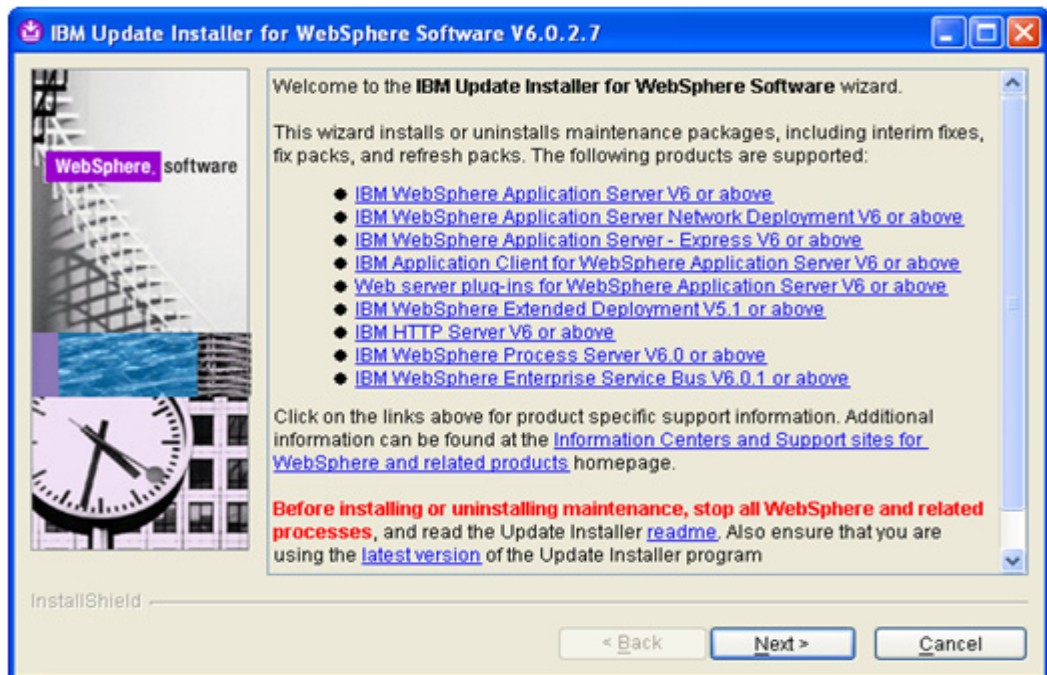 IBM Update Installer for WebSphere Software V6.0.2.7
WebSphere. software
Welcome to the IBM Update Installer for WebSphere Software wizard.
This wizard installs or uninstalls maintenance packages, including interim fixes,
fix packs, and refresh packs. The following products are supported:
IBM WebSphere Application Server V6 or above
IBM WebSphere Application Server Network Deployment V6 or above
IBM WebSphere Application Server - Express V6 or above
IBM Application Client for WebSphere Application Server V6 or above
Web server plug-ins for WebSphere Application Server V6 or above
IBM WebSphere Extended Deployment V5.1 or above
IBM HTTP Server V6 or above
IBM WebSphere Process Server V6.0 or above
IBM WebSphere Enterprise Service Bus V6.0.1 or above
Click on the links above for product specific support information. Additional
information can be found at the Information Centers and Support sites for
WebSphere and related products homepage.
Before installing or uninstalling maintenance, stop all WebSphere and related
processes, and read the Update Installer readme. Also ensure that you are
using the latest version of the Update Installer program
InstallShield
< Back
Next >
Cancel